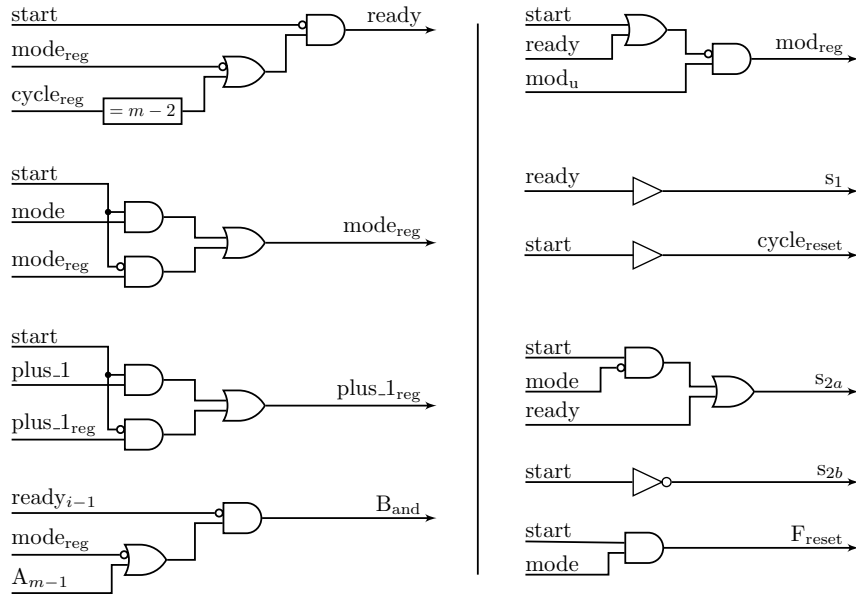 start
ready
mode_reg
cycle_reg
= m − 2
start
mode
mode_reg
mode_reg
start
plus_1
plus_1_reg
plus_1_reg
ready_{i−1}
B_and
mode_reg
A_{m−1}
start
ready
mod_reg
mod_u
ready
s_1
start
cycle_reset
start
mode
s_{2a}
ready
start
s_{2b}
start
F_reset
mode